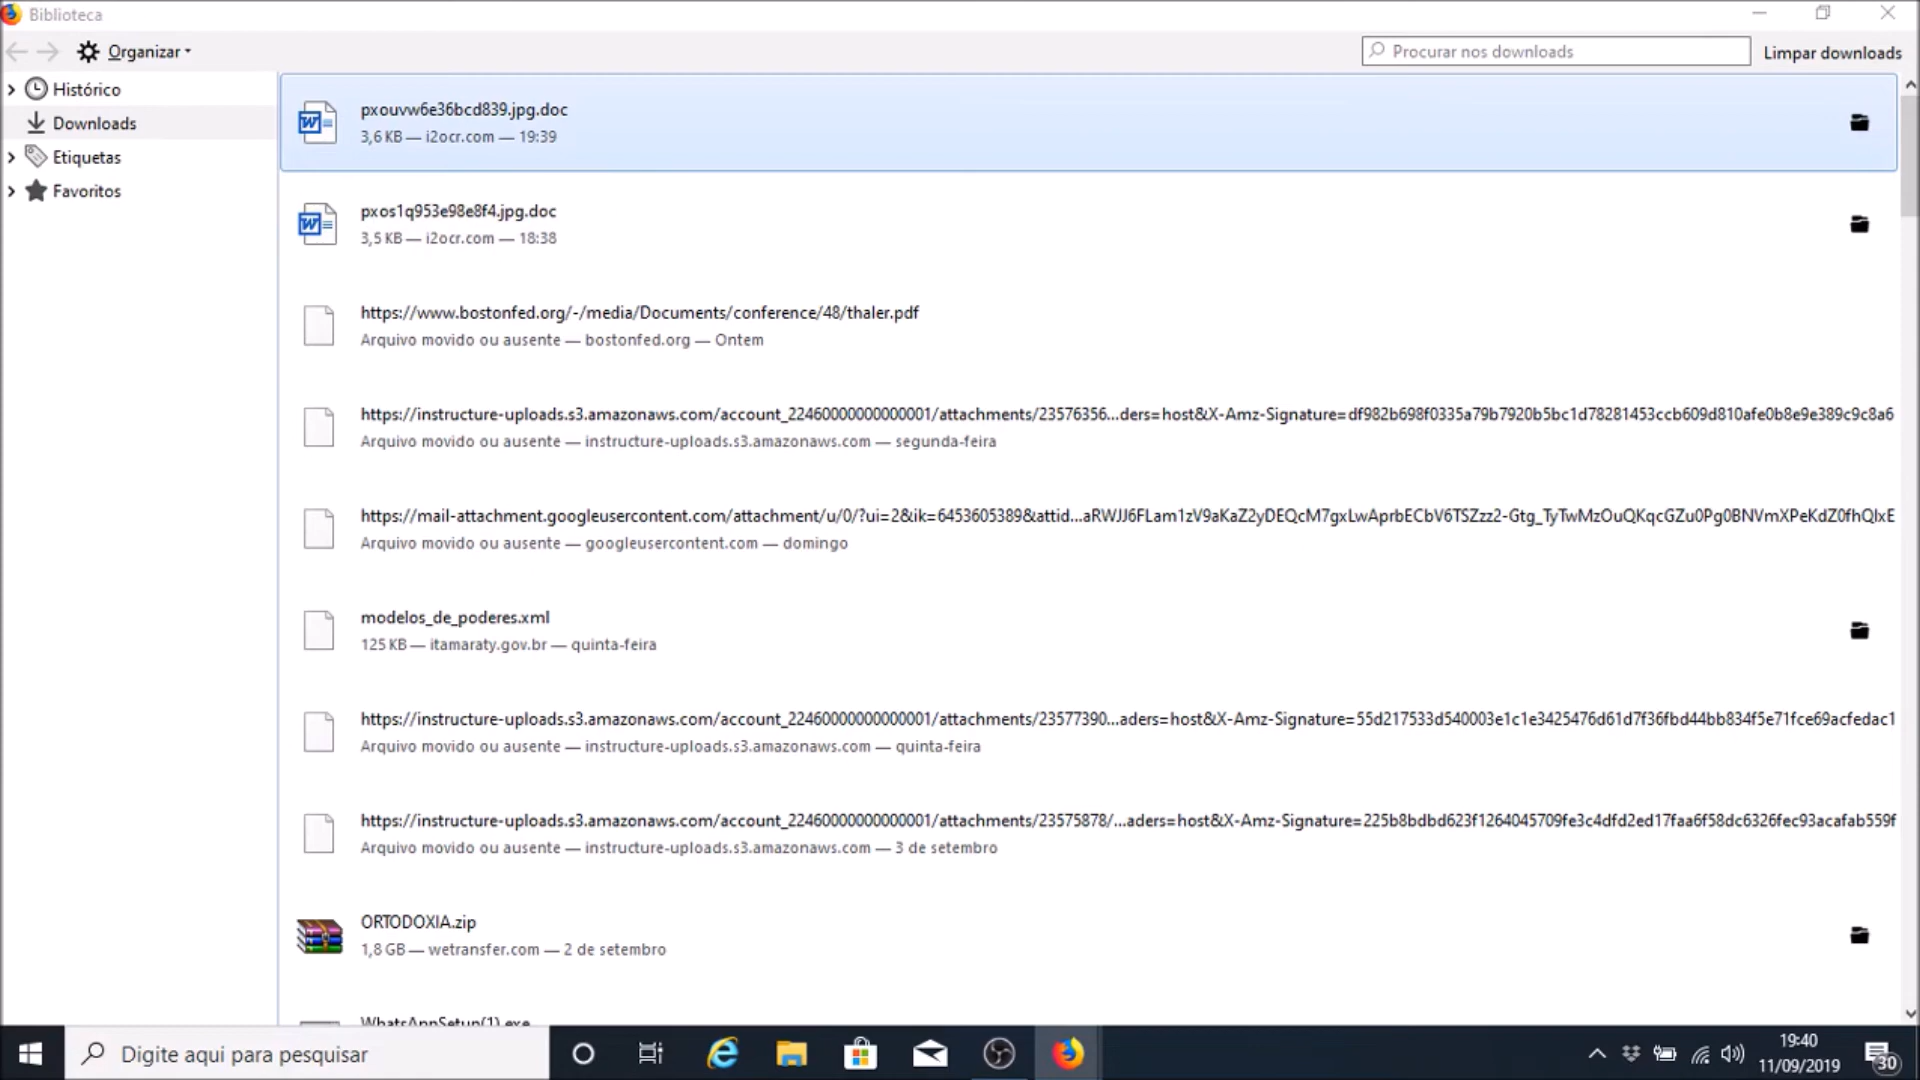 Biblioteca
Organizar
Procurar nos downloads
Limpar downloads
Histórico
Downloads
Etiquetas
Favoritos
pxouvw6e36bcd839.jpg.doc
3,6 KB — i2ocr.com — 19:39
pxos1q953e98e8f4.jpg.doc
3,5 KB — i2ocr.com — 18:38
https://www.bostonfed.org/-/media/Documents/conference/48/thaler.pdf
Arquivo movido ou ausente — bostonfed.org — Ontem
https://instructure-uploads.s3.amazonaws.com/account_22460000000000001/attachments/23576356...ders=host&X-Amz-Signature=df982b698f0335a79b7920b5bc1d78281453ccb609d810afe0b8e9e389c9c8a6
Arquivo movido ou ausente — instructure-uploads.s3.amazonaws.com — segunda-feira
https://mail-attachment.googleusercontent.com/attachment/u/0/?ui=2&ik=6453605389&attid...aRWJJ6FLam1zV9aKaZ2yDEQcM7gxLwAprbECbV6TSZzz2-Gtg_TyTwMzOuQKqcGZu0Pg0BNVmXPeKdZ0fhQIxE
Arquivo movido ou ausente — googleusercontent.com — domingo
modelos_de_poderes.xml
125 KB — itamaraty.gov.br — quinta-feira
https://instructure-uploads.s3.amazonaws.com/account_22460000000000001/attachments/23577390...aders=host&X-Amz-Signature=55d217533d540003e1c1e3425476d61d7f36fbd44bb834f5e71fce69acfedac1
Arquivo movido ou ausente — instructure-uploads.s3.amazonaws.com — quinta-feira
https://instructure-uploads.s3.amazonaws.com/account_22460000000000001/attachments/23575878/...aders=host&X-Amz-Signature=225b8bdbd623f1264045709fe3c4dfd2ed17faa6f58dc6326fec93acafab559f
Arquivo movido ou ausente — instructure-uploads.s3.amazonaws.com — 3 de setembro
ORTODOXIA.zip
1,8 GB — wetransfer.com — 2 de setembro
WhatsAppSetup(1).exe
Digite aqui para pesquisar
19:40
11/09/2019
30